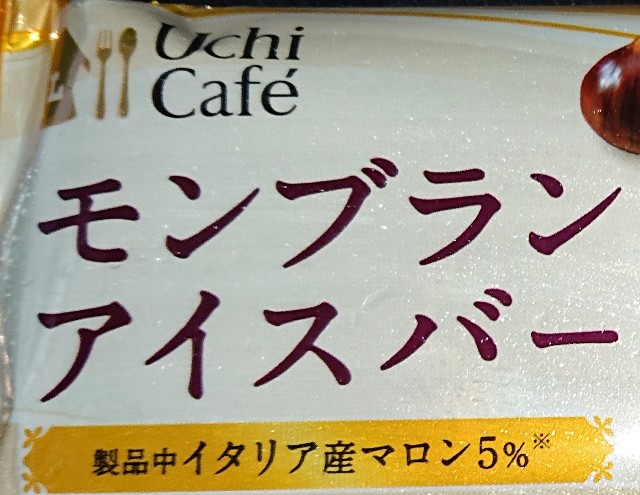 Uchi
Café
モンブラン
アイスバー
製品中イタリア産マロン5%※